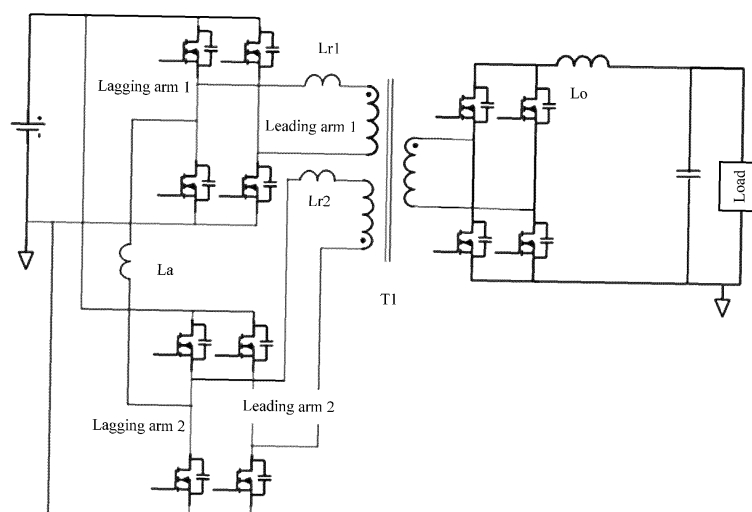 Lr1
Lagging arm 1
Leading arm 1
Lo
Lr2
Load
La
T1
Leading arm 2
Lagging arm 2